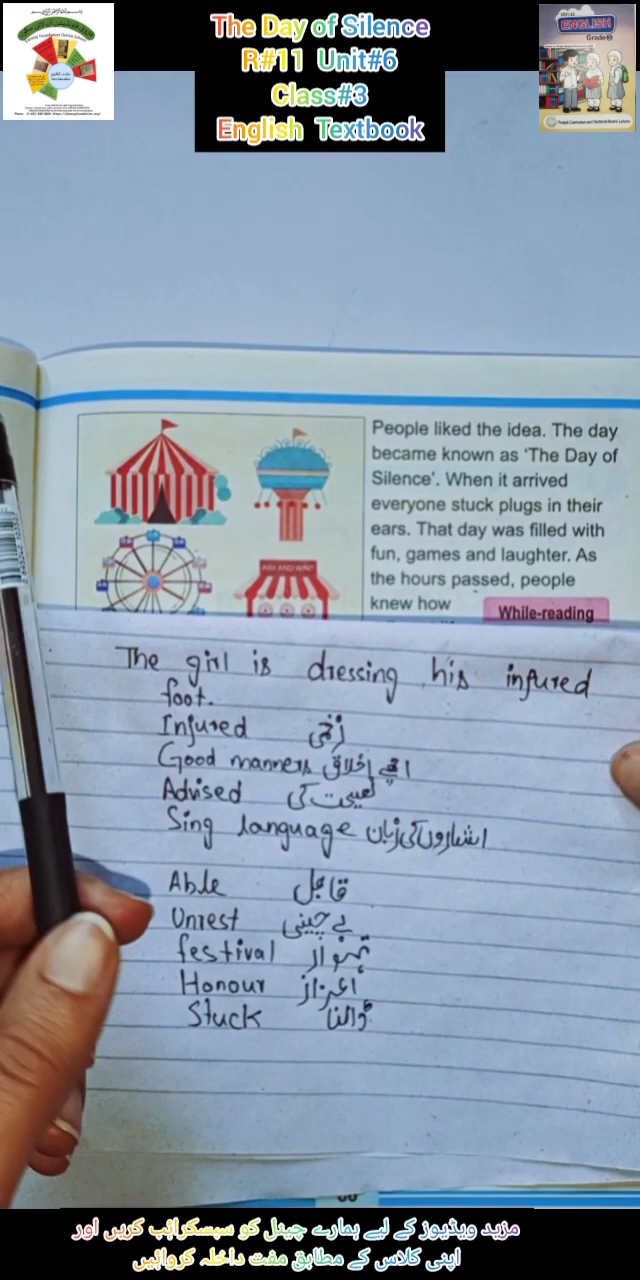 The Day of Silence
R#11 Unit#6
Class#3
English Textbook
ENGLISH
Grade 3
People liked the idea. The day
became known as 'The Day of
Silence'. When it arrived
everyone stuck plugs in their
ears. That day was filled with
fun, games and laughter. As
the hours passed, people
knew how
While-reading
The girl is dressing his infured
foot.
Injured زخمی
Good manners اچھے اخلاق
Advised نصیحت کی
Sing language اشاروں کی زبان
Able قابل
Unrest بے چینی
festival تہوار
Honour اعزاز
Stuck ڈالنا
مزید ویڈیوز کے لیے ہمارے چینل کو سبسکرائب کریں اور
اپنی کلاس کے مطابق مفت داخلہ کروائیں